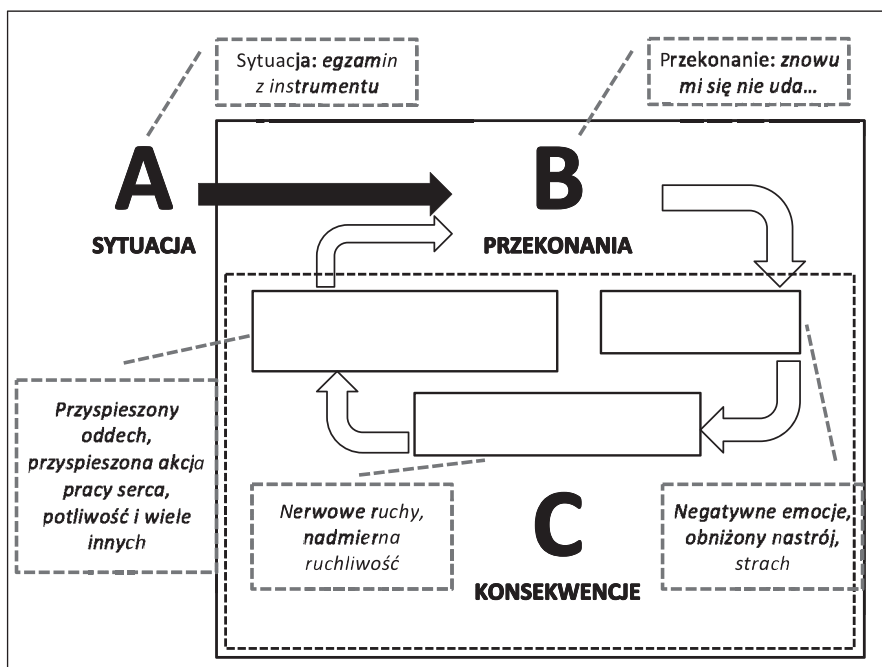 Sytuacja: egzamin
z instrumentu
Przekonanie: znowu
mi się nie uda...
A
SYTUACJA
B
PRZEKONANIA
Przyspieszony
oddech,
przyspieszona akcja
pracy serca,
potliwość i wiele
innych
Nerwowe ruchy,
nadmierna
ruchliwość
C
KONSEKWENCJE
Negatywne emocje,
obniżony nastrój,
strach